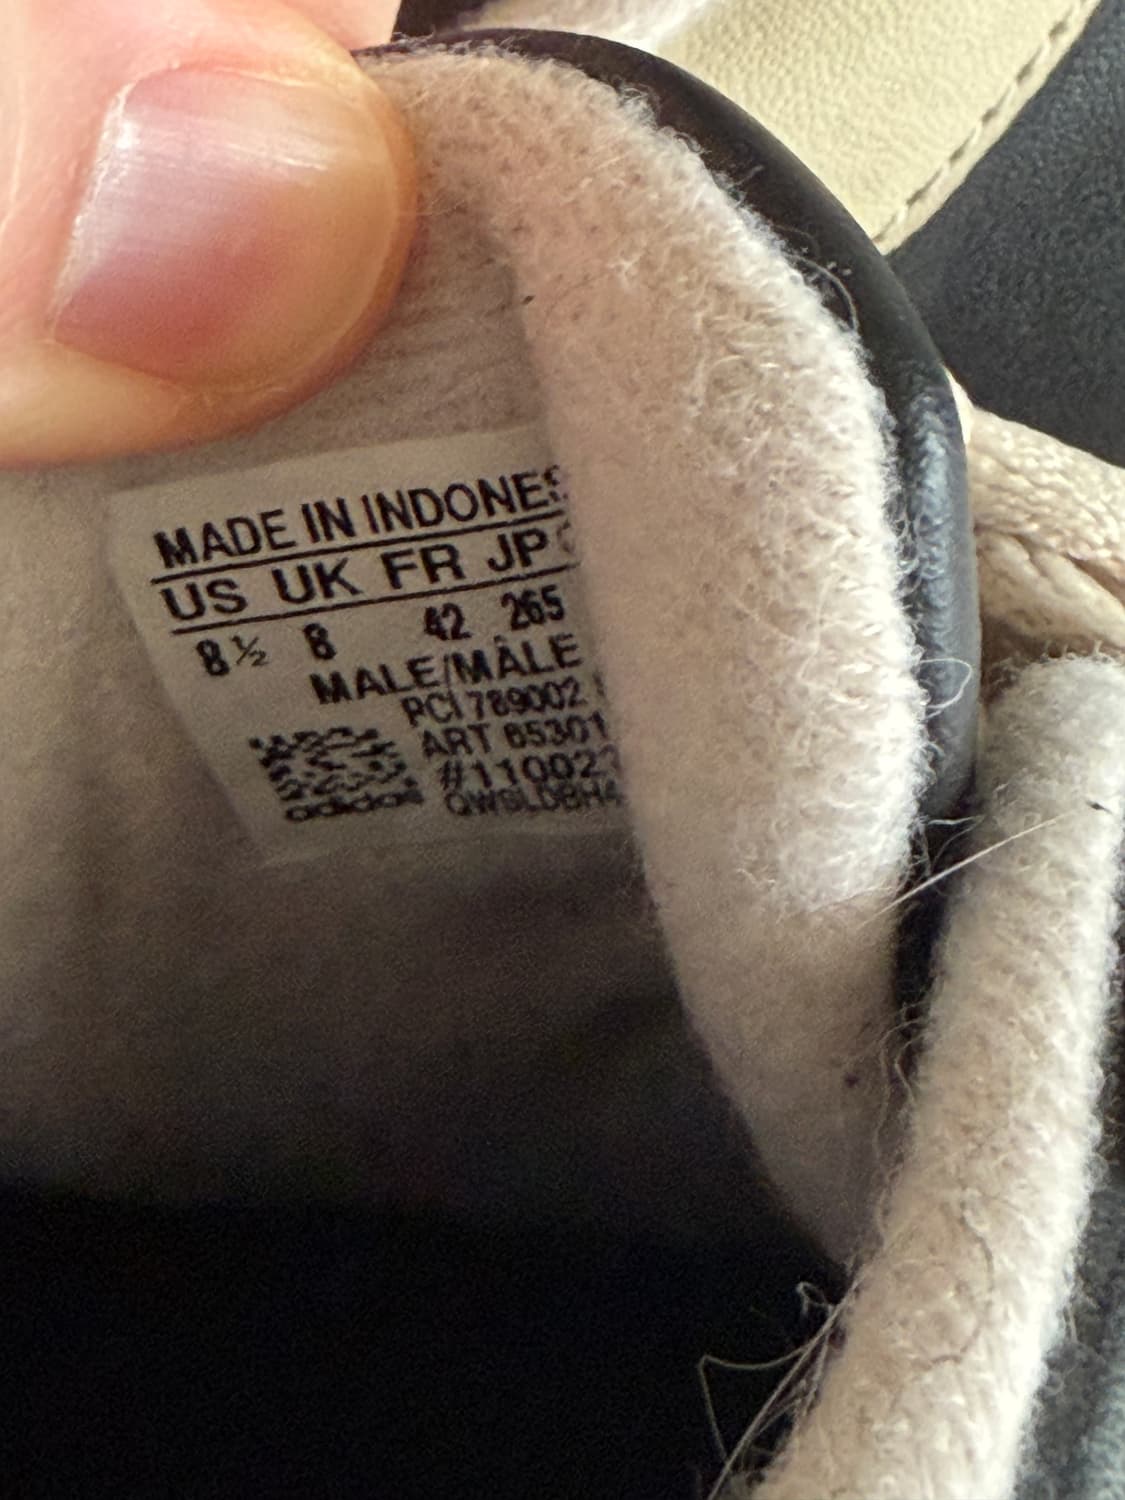 MADE IN INDONES
US UK FR JP
8½ 8 42 265
MALE/MÂLE
PCI 789002
ART 65301
#110023
adidas